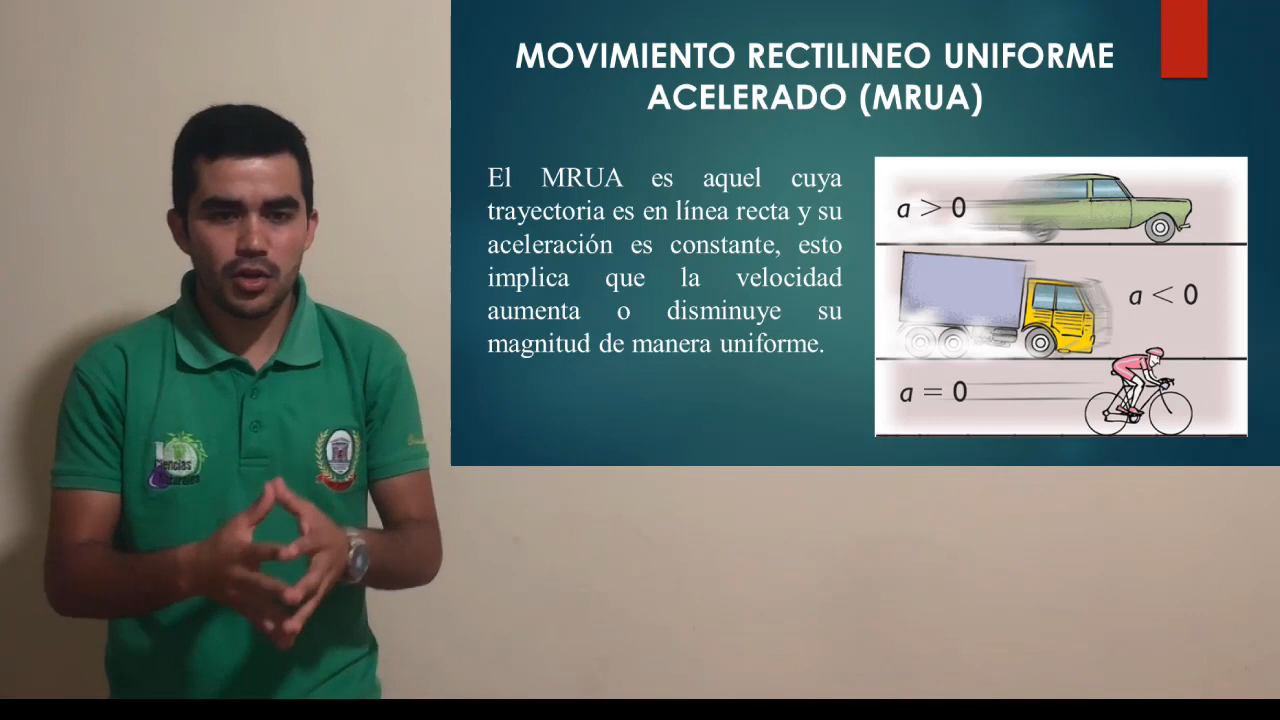 MOVIMIENTO RECTILINEO UNIFORME
ACELERADO (MRUA)
El MRUA es aquel cuya
trayectoria es en línea recta y su
aceleración es constante, esto
implica que la velocidad
aumenta o disminuye su
magnitud de manera uniforme.
a > 0
a < 0
a = 0
Ciencias
Naturales